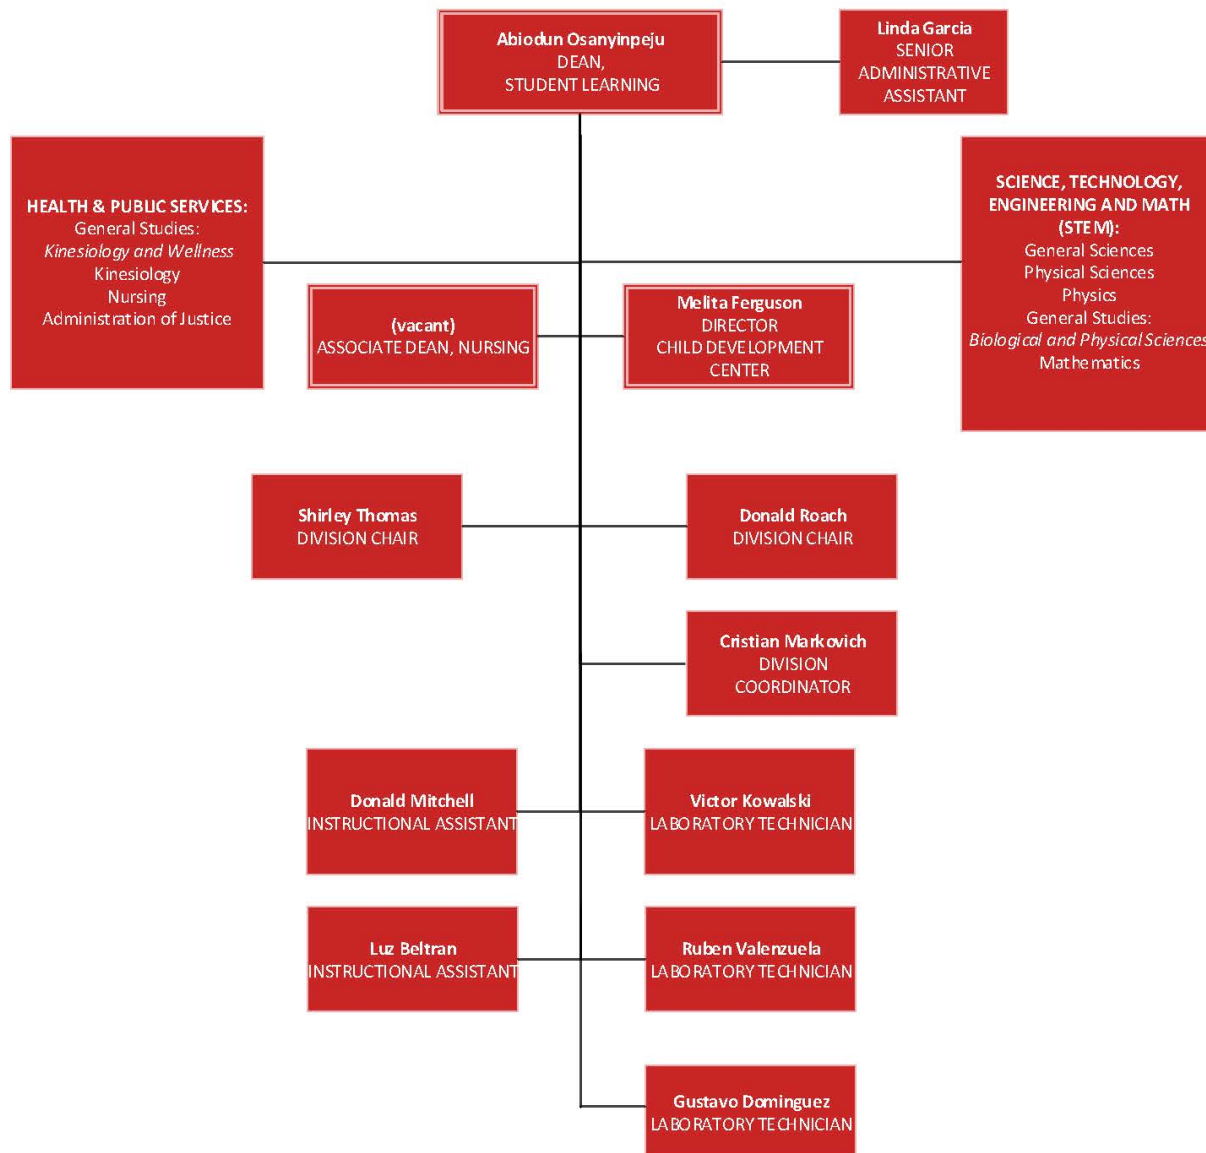 Abiodun Osanyinpeju
DEAN,
STUDENT LEARNING
Linda Garcia
SENIOR
ADMINISTRATIVE
ASSISTANT
HEALTH & PUBLIC SERVICES:
General Studies:
Kinesiology and Wellness
Kinesiology
Nursing
Administration of Justice
SCIENCE, TECHNOLOGY,
ENGINEERING AND MATH
(STEM):
General Sciences
Physical Sciences
Physics
General Studies:
Biological and Physical Sciences
Mathematics
(vacant)
ASSOCIATE DEAN, NURSING
Melita Ferguson
DIRECTOR
CHILD DEVELOPMENT
CENTER
Shirley Thomas
DIVISION CHAIR
Donald Roach
DIVISION CHAIR
Cristian Markovich
DIVISION
COORDINATOR
Donald Mitchell
INSTRUCTIONAL ASSISTANT
Victor Kowalski
LABORATORY TECHNICIAN
Luz Beltran
INSTRUCTIONAL ASSISTANT
Ruben Valenzuela
LABORATORY TECHNICIAN
Gustavo Dominguez
LABORATORY TECHNICIAN